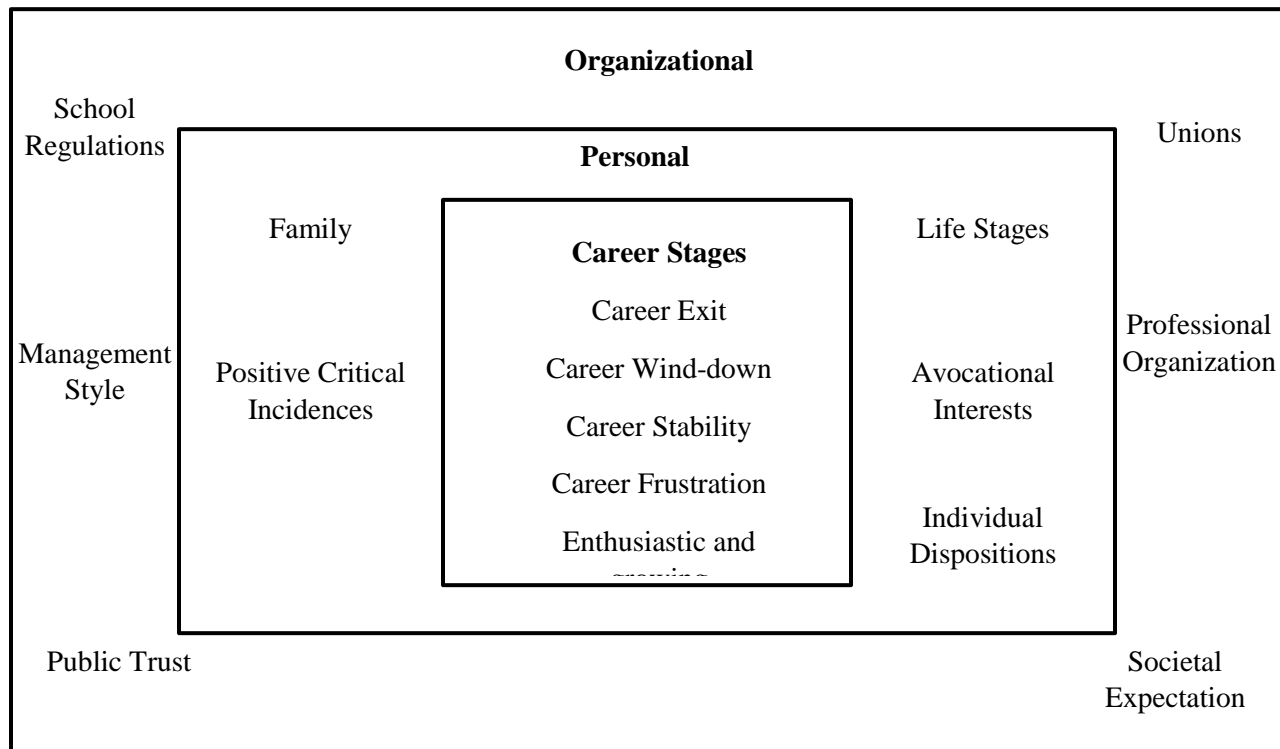 Organizational
School
Regulations
Unions
Personal
Family
Life Stages
Career Stages
Career Exit
Management
Style
Positive Critical
Incidences
Career Wind-down
Avocational
Interests
Professional
Organization
Career Stability
Career Frustration
Individual
Dispositions
Enthusiastic and
growing
Public Trust
Societal
Expectation